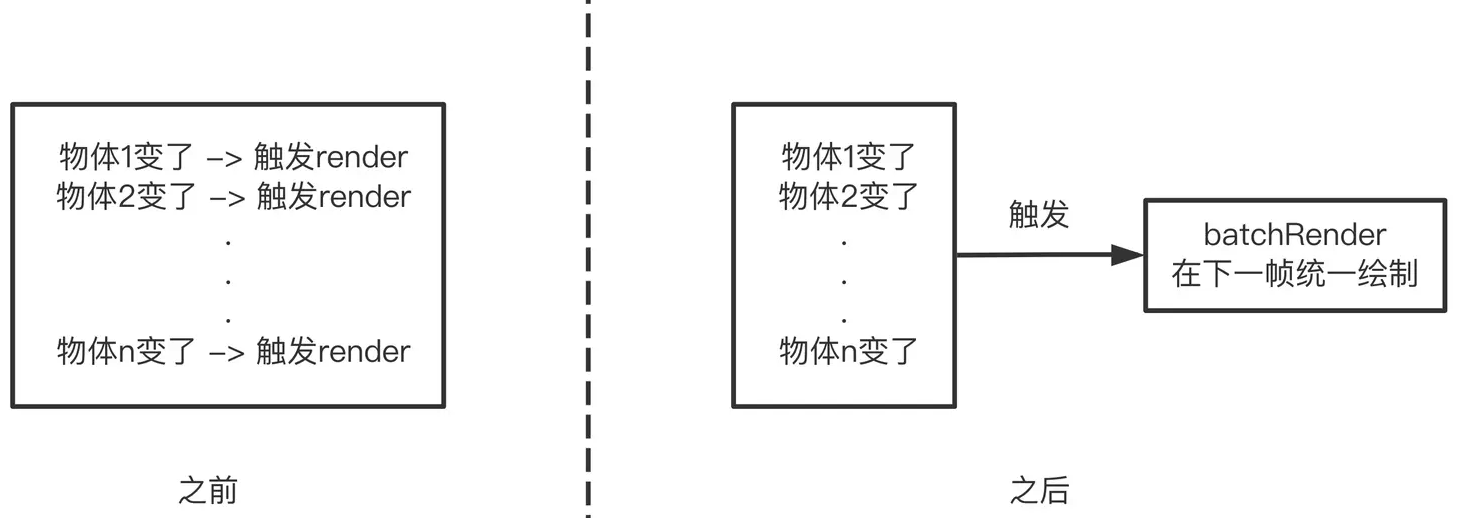 物体1变了 -> 触发render
物体2变了 -> 触发render
.
.
.
物体n变了 -> 触发render
之前
物体1变了
物体2变了
.
.
.
物体n变了
触发
batchRender
在下一帧统一绘制
之后